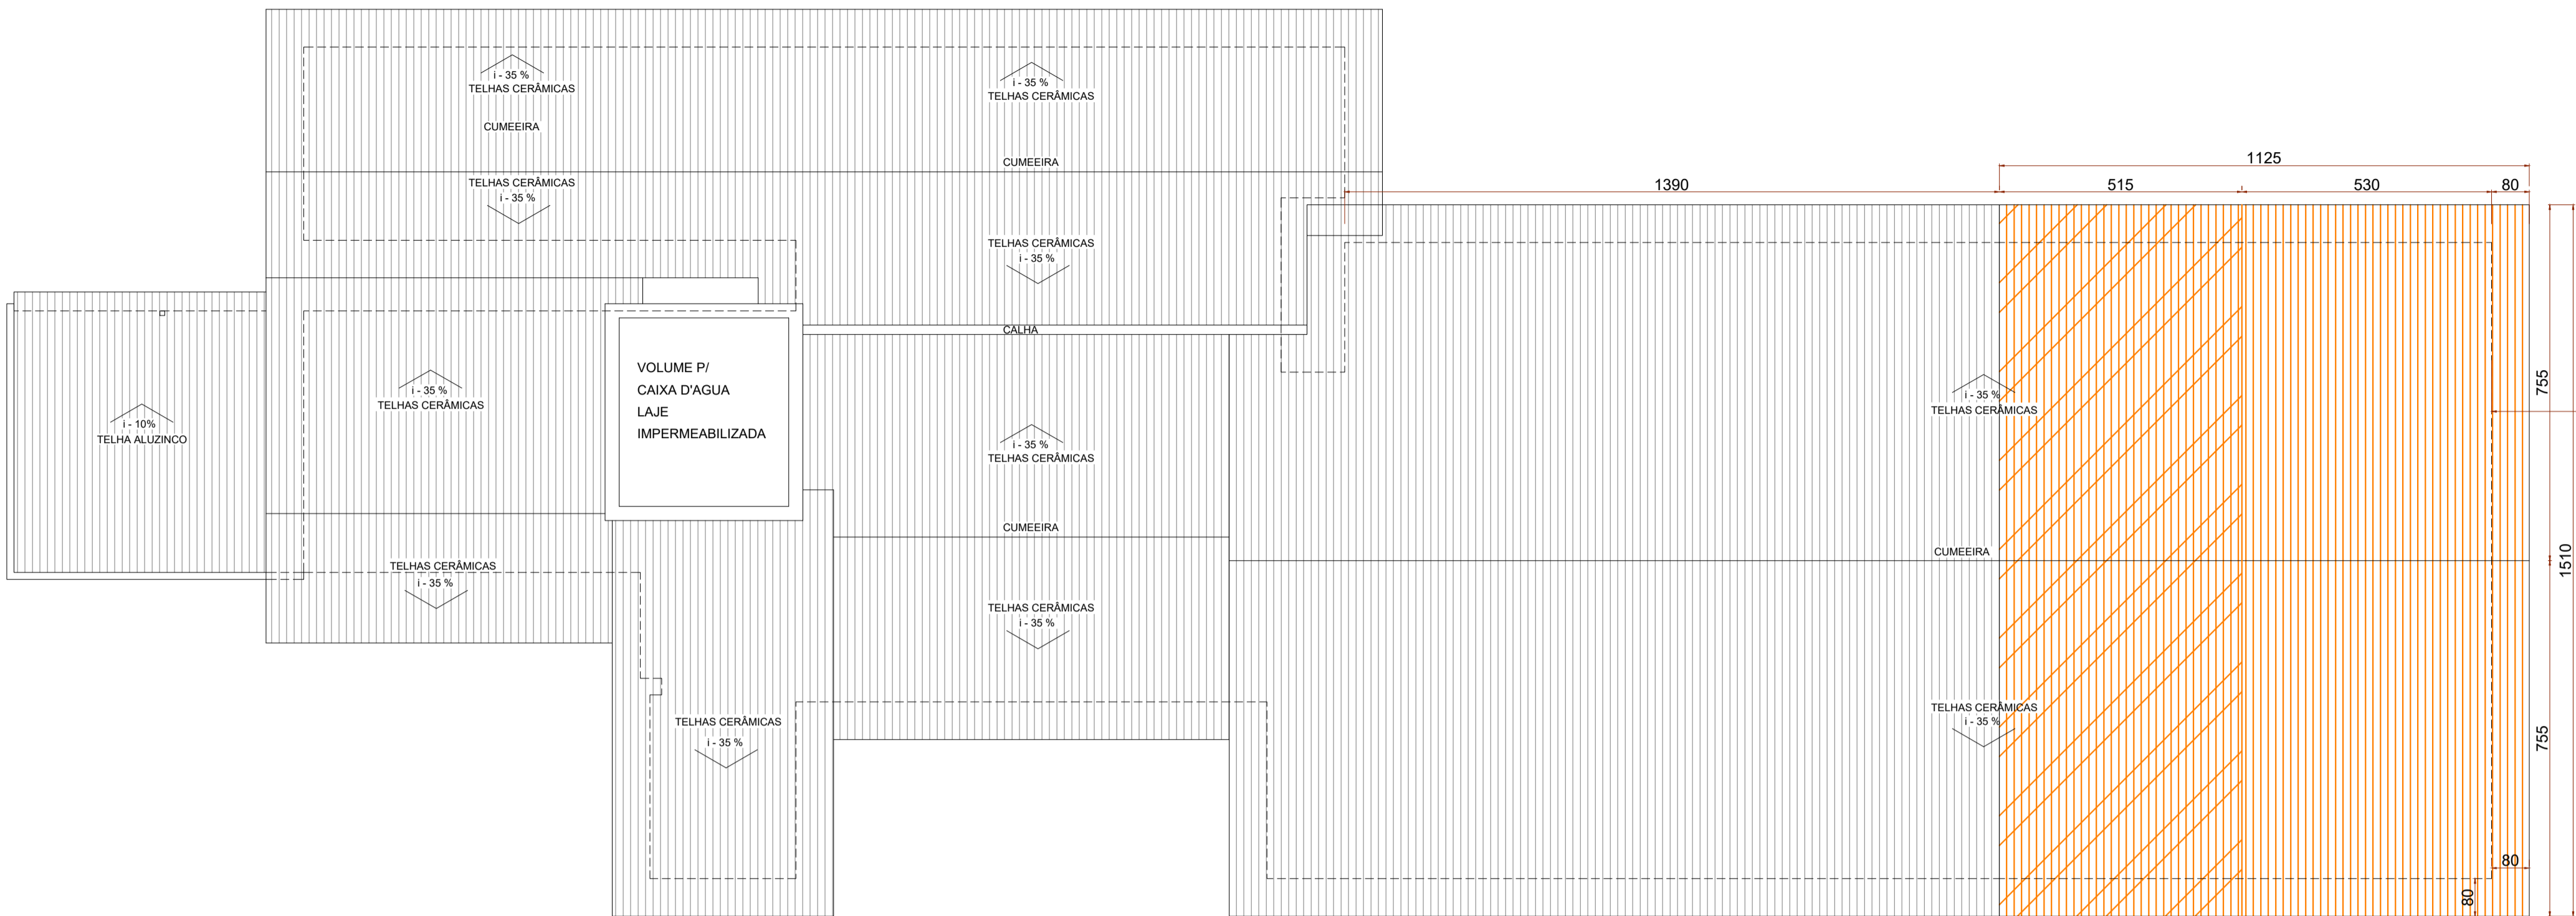 i - 35 %
TELHAS CERÂMICAS
CUMEEIRA
TELHAS CERÂMICAS
i - 35 %
i - 35 %
TELHAS CERÂMICAS
CUMEEIRA
TELHAS CERÂMICAS
i - 35 %
CALHA
1125
1390
515
530
80
i - 10%
TELHA ALUZINCO
i - 35 %
TELHAS CERÂMICAS
TELHAS CERÂMICAS
i - 35 %
VOLUME P/
CAIXA D'AGUA
LAJE
IMPERMEABILIZADA
i - 35 %
TELHAS CERÂMICAS
CUMEEIRA
TELHAS CERÂMICAS
i - 35 %
TELHAS CERÂMICAS
i - 35 %
i - 35 %
TELHAS CERÂMICAS
CUMEEIRA
TELHAS CERÂMICAS
i - 35 %
755
1510
755
80
80